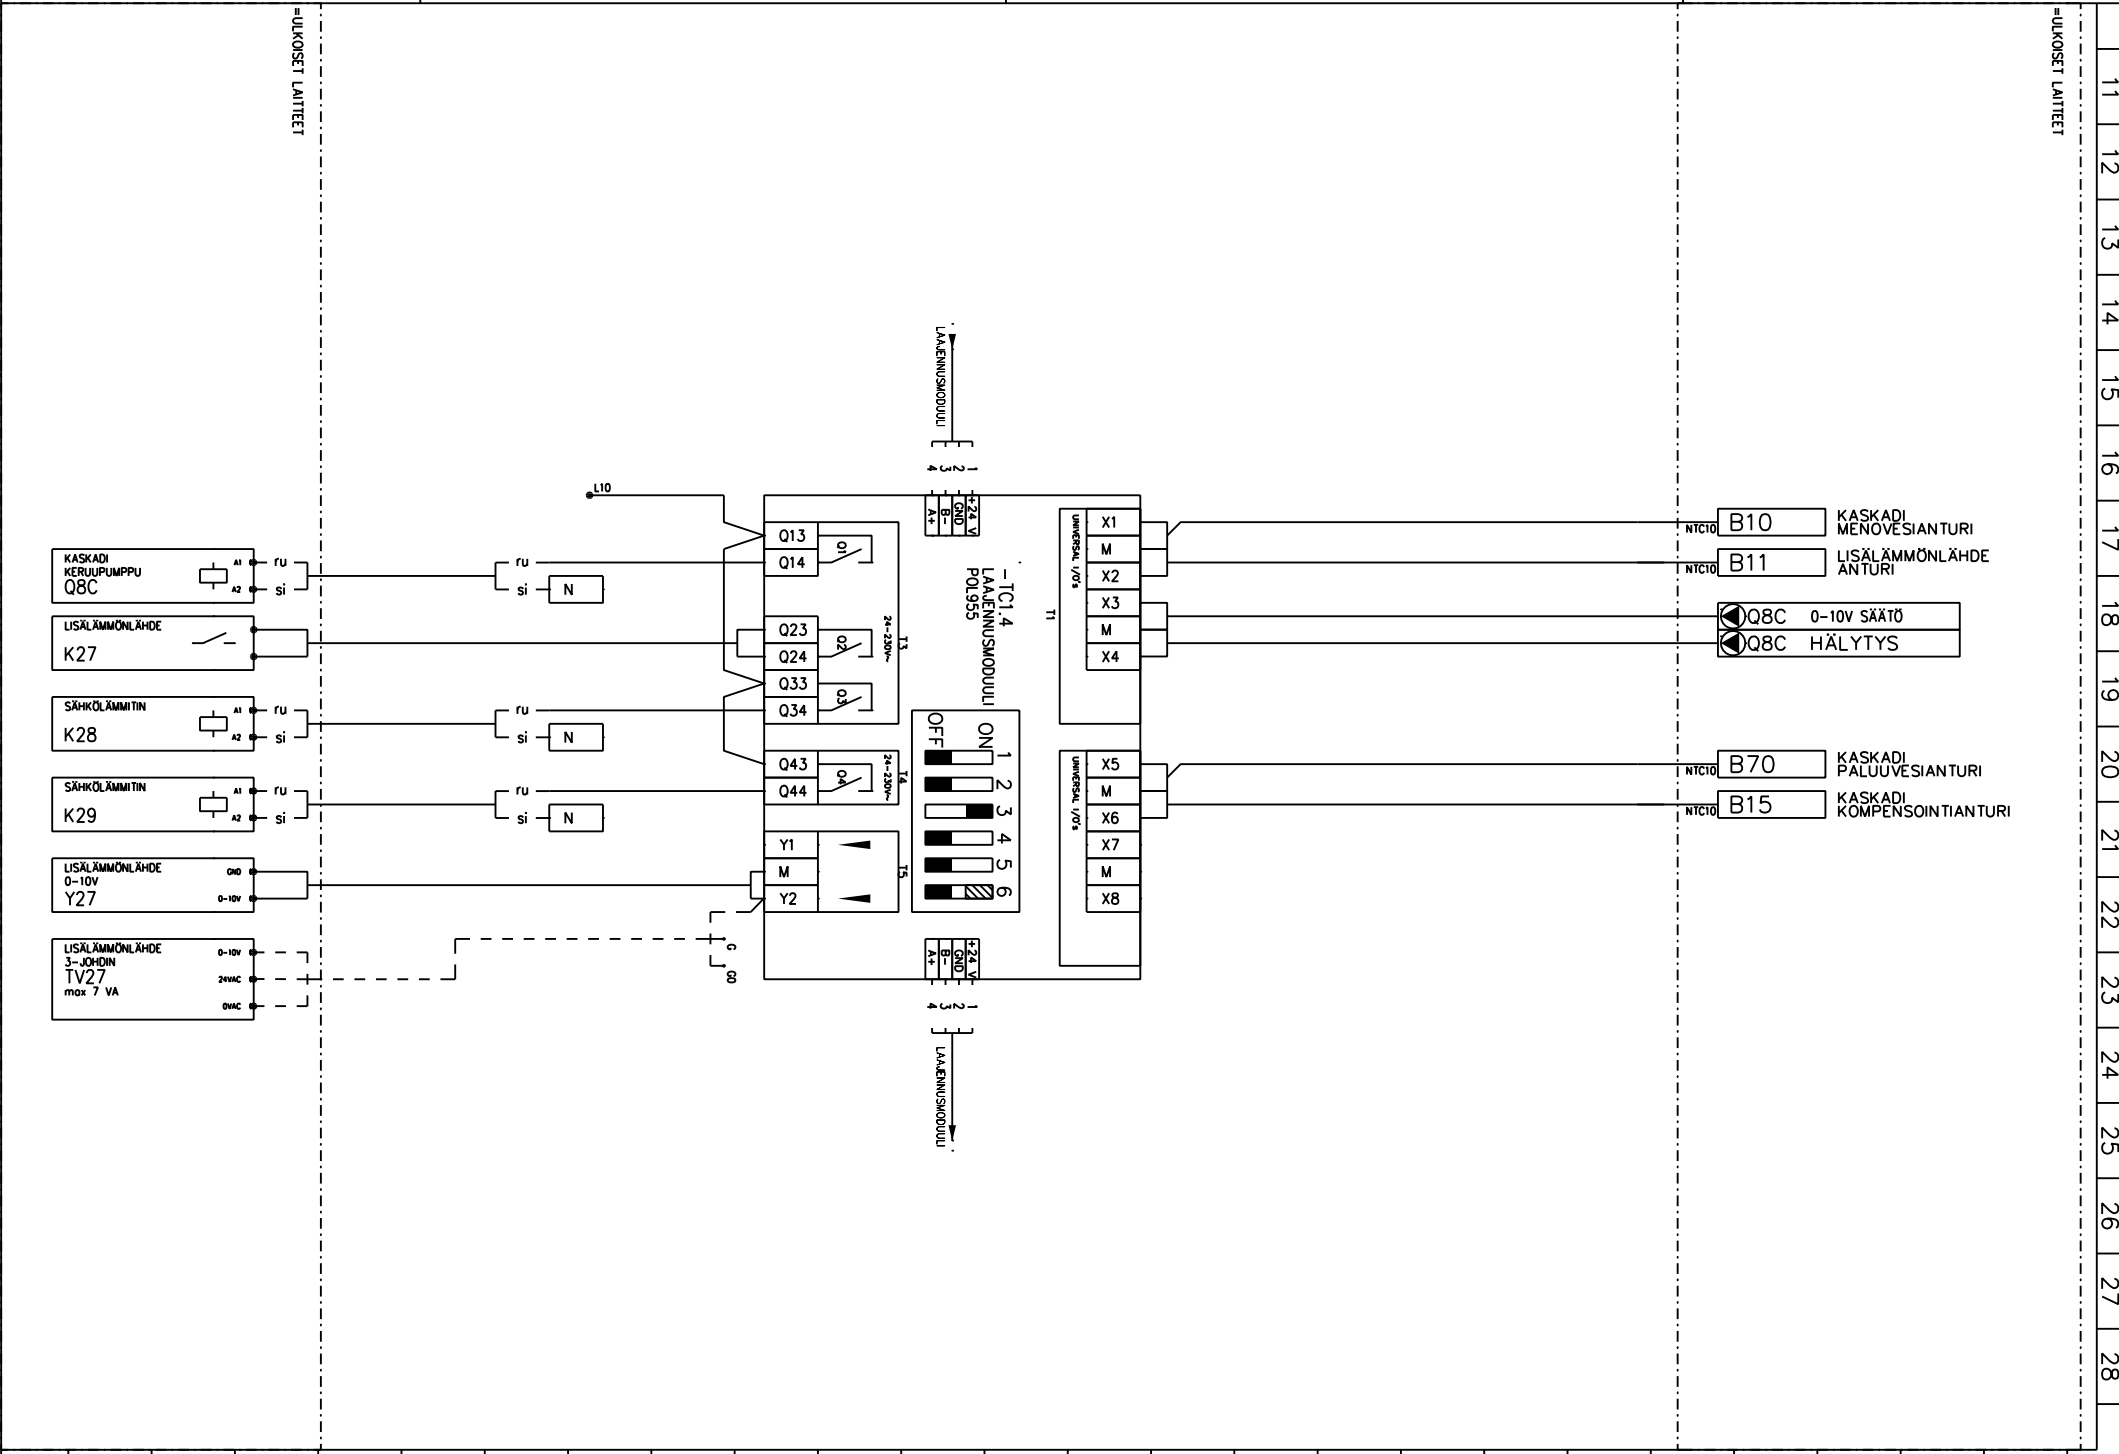 =ULKOISET LAITTEET
=ULKOISET LAITTEET
11
12
13
14
15
16
17
18
19
20
21
22
23
24
25
26
27
28
LAAJENNUSMODUULI
4 3 2 1
A+ B- GND +24 V
L10
KASKADI
KERUUPUMPPU
Q8C
A1
A2
ru
si
ru
si
N
LISÄLÄMMÖNLÄHDE
K27
SÄHKÖLÄMMITIN
K28
A1
A2
ru
si
ru
si
N
SÄHKÖLÄMMITIN
K29
A1
A2
ru
si
ru
si
N
LISÄLÄMMÖNLÄHDE
0-10V
Y27
GND
0-10V
LISÄLÄMMÖNLÄHDE
3-JOHDIN
TV27
max 7 VA
0-10V
24VAC
0VAC
G
G0
Q13
Q14
Q1
Q23
Q24
Q2
Q33
Q34
Q3
T3
24-230V~
Q43
Q44
Q4
T4
24-230V~
Y1
M
Y2
T5
-TC1.4
LAAJENNUSMODUULI
POL955
OFF
ON
1
2
3
4
5
6
T1
UNIVERSAL I/O's
X1
M
X2
X3
M
X4
UNIVERSAL I/O's
X5
M
X6
X7
M
X8
A+ B- GND +24 V
4 3 2 1
LAAJENNUSMODUULI
NTC10
B10
KASKADI
MENOVESIANTURI
NTC10
B11
LISÄLÄMMÖNLÄHDE
ANTURI
Q8C 0-10V SÄÄTÖ
Q8C HÄLYTYS
NTC10
B70
KASKADI
PALUUVESIANTURI
NTC10
B15
KASKADI
KOMPENSOINTIANTURI